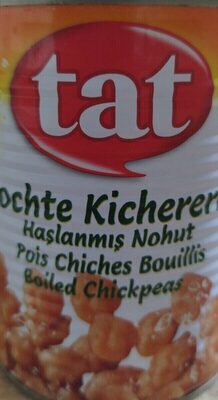 tat
ochte Kicherer
Haşlanmış Nohut
Pois Chiches Bouillis
Boiled Chickpeas